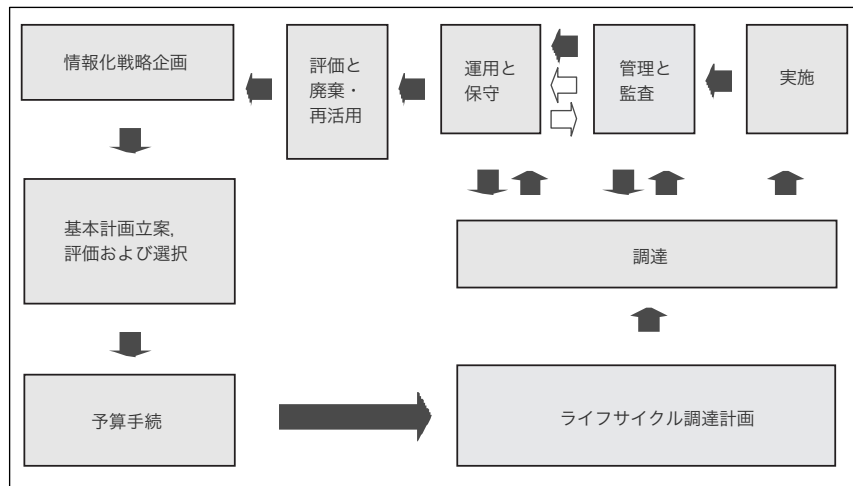 情報化戦略企画
評価と
廃棄・
再活用
運用と
保守
管理と
監査
実施
基本計画立案,
評価および選択
調達
予算手続
ライフサイクル調達計画